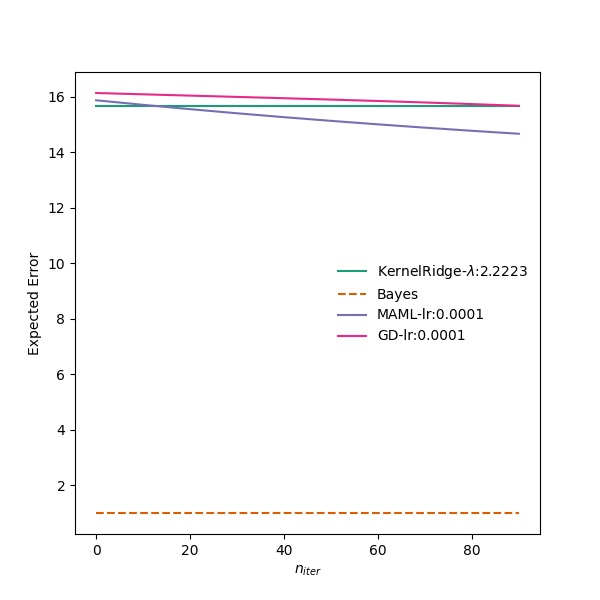 16
14
12
10
8
6
4
2
Expected Error
KernelRidge-λ:2.2223
Bayes
MAML-lr:0.0001
GD-lr:0.0001
0 20 40 60 80
n_iter